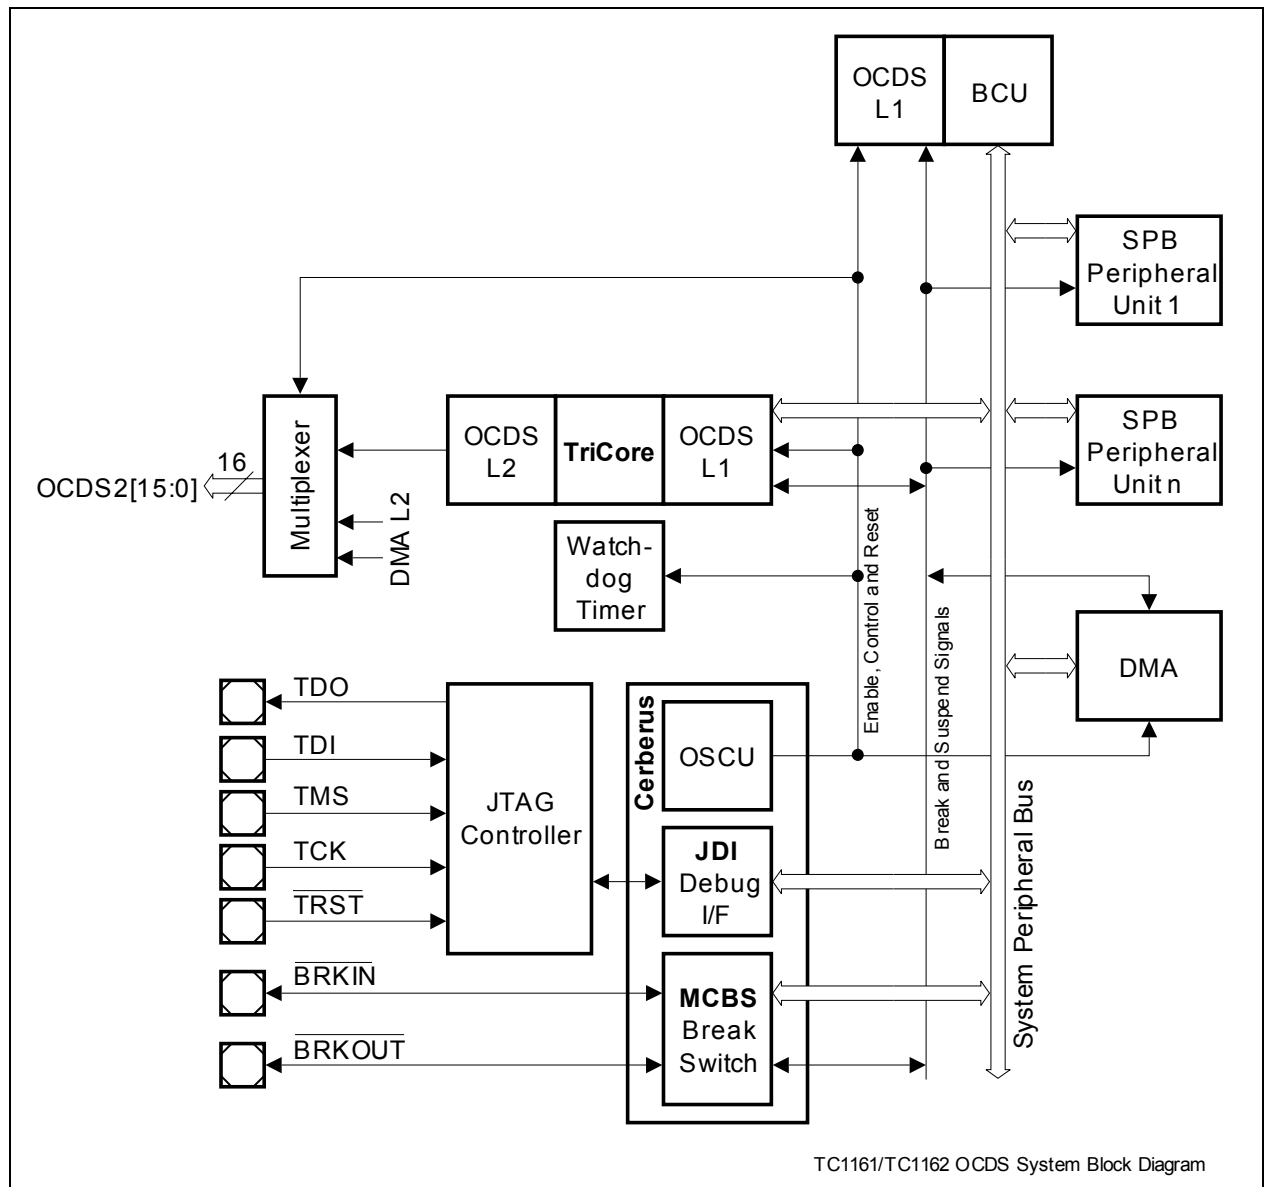 OCDS
L1
BCU
SPB
Peripheral
Unit 1
OCDS
L2
TriCore
OCDS
L1
SPB
Peripheral
Unit n
16
OCDS2[15:0]
Multiplexer
DMA L2
Watch-
dog
Timer
Enable, Control and Reset
Break and Suspend Signals
DMA
TDO
TDI
TMS
TCK
TRST
BRKIN
BRKOUT
JTAG
Controller
Cerberus
OSCU
JDI
Debug
I/F
MCBS
Break
Switch
System Peripheral Bus
TC1161/TC1162 OCDS System Block Diagram